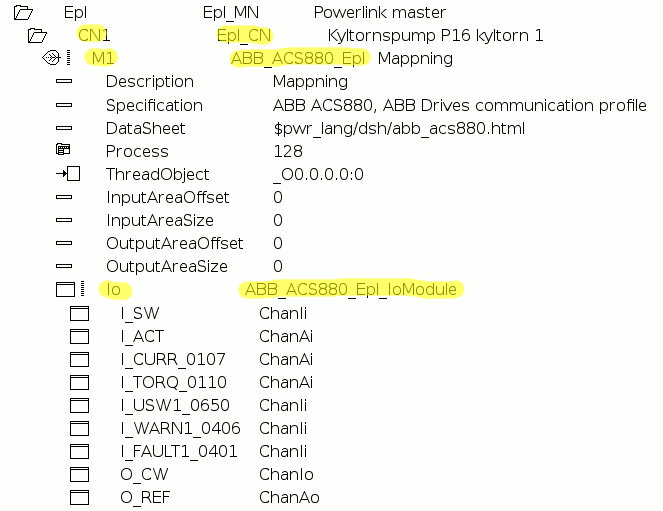 Epl Epl_MN Powerlink master
CN1 Epl_CN Kyltornspump P16 kyltorn 1
M1 ABB_ACS880_Epl Mappning
Description Mappning
Specification ABB ACS880, ABB Drives communication profile
DataSheet $pwr_lang/dsh/abb_acs880.html
Process 128
ThreadObject _O0.0.0.0:0
InputAreaOffset 0
InputAreaSize 0
OutputAreaOffset 0
OutputAreaSize 0
Io ABB_ACS880_Epl_IoModule
I_SW ChanIi
I_ACT ChanAi
I_CURR_0107 ChanAi
I_TORQ_0110 ChanAi
I_USW1_0650 ChanIi
I_WARN1_0406 ChanIi
I_FAULT1_0401 ChanIi
O_CW ChanIo
O_REF ChanAo